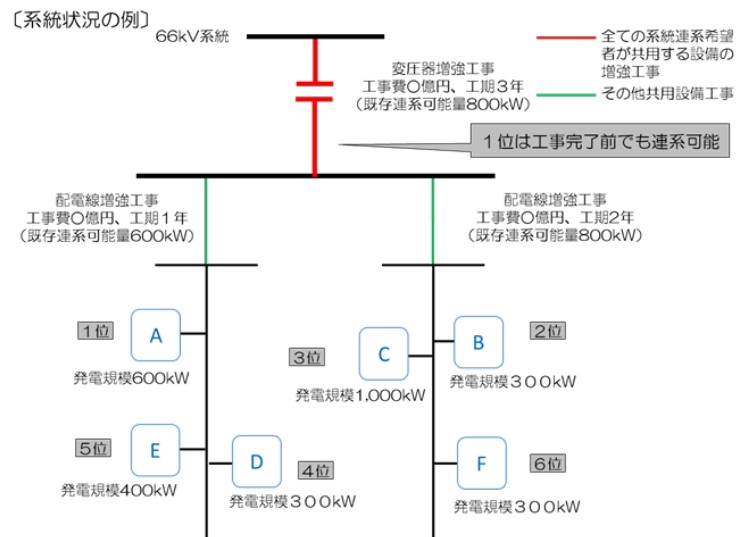 〔系統状況の例〕
66kV系統
全ての系統連系希望
者が共用する設備の
増強工事
その他共用設備工事
変圧器増強工事
工事費〇億円、工期3年
(既存連系可能量800kW)
1位は工事完了前でも連系可能
配電線増強工事
工事費〇億円、工期1年
(既存連系可能量600kW)
配電線増強工事
工事費〇億円、工期2年
(既存連系可能量800kW)
1位
A
発電規模600kW
3位
C
発電規模1,000kW
B
2位
発電規模300kW
5位
E
発電規模400kW
D
4位
発電規模300kW
F
6位
発電規模300kW